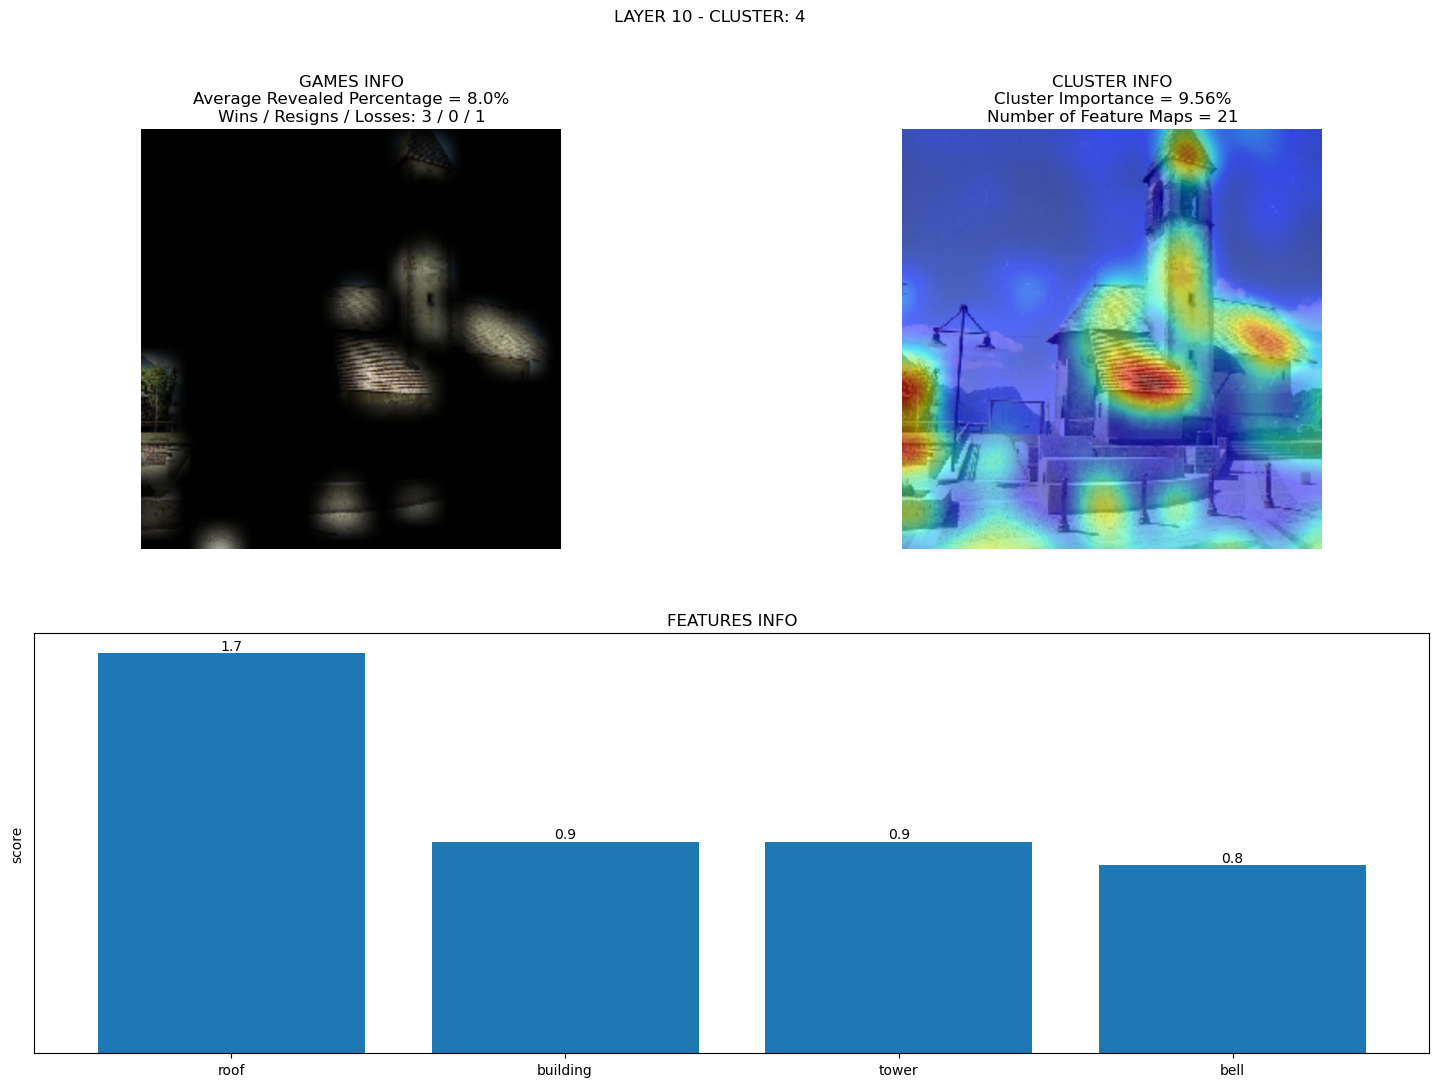 LAYER 10 - CLUSTER: 4
GAMES INFO
Average Revealed Percentage = 8.0%
Wins / Resigns / Losses: 3 / 0 / 1
CLUSTER INFO
Cluster Importance = 9.56%
Number of Feature Maps = 21
FEATURES INFO
score
1.7
0.9
0.9
0.8
roof
building
tower
bell